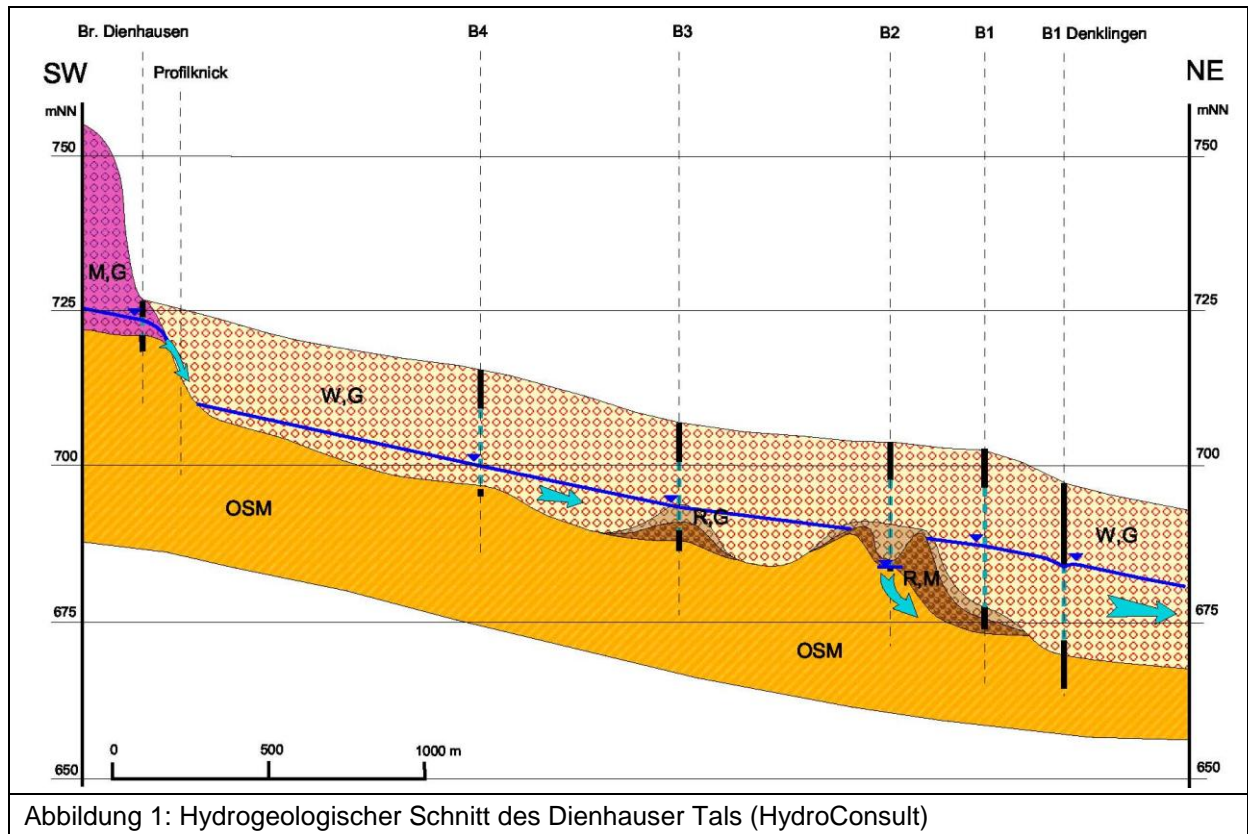 Br. Dienhausen B4 B3 B2 B1 B1 Denklingen
SW Profilknick NE
mNN mNN
750 750
M,G
725 725
W,G
700 700
R,G
W,G
OSM
R,M
675 675
OSM
0 500 1000 m
650 650
Abbildung 1: Hydrogeologischer Schnitt des Dienhauser Tals (HydroConsult)